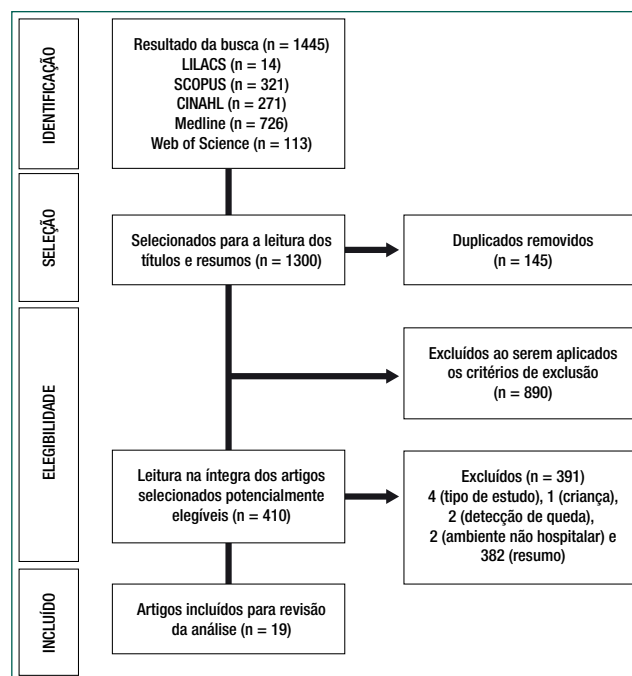 IDENTIFICAÇÃO
Resultado da busca (n = 1445)
LILACS (n = 14)
SCOPUS (n = 321)
CINAHL (n = 271)
Medline (n = 726)
Web of Science (n = 113)
SELEÇÃO
Selecionados para a leitura dos
títulos e resumos (n = 1300)
Duplicados removidos
(n = 145)
ELEGIBILIDADE
Excluídos ao serem aplicados
os critérios de exclusão
(n = 890)
Leitura na íntegra dos artigos
selecionados potencialmente
elegíveis (n = 410)
Excluídos (n = 391)
4 (tipo de estudo), 1 (criança),
2 (detecção de queda),
2 (ambiente não hospitalar) e
382 (resumo)
INCLUÍDO
Artigos incluídos para revisão
da análise (n = 19)